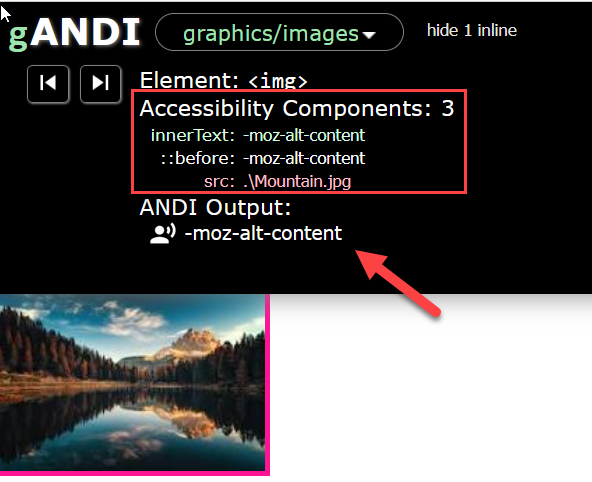 gANDI
graphics/images
hide 1 inline
Element: <img>
Accessibility Components: 3
innerText: -moz-alt-content
::before: -moz-alt-content
src: .\Mountain.jpg
ANDI Output:
-moz-alt-content